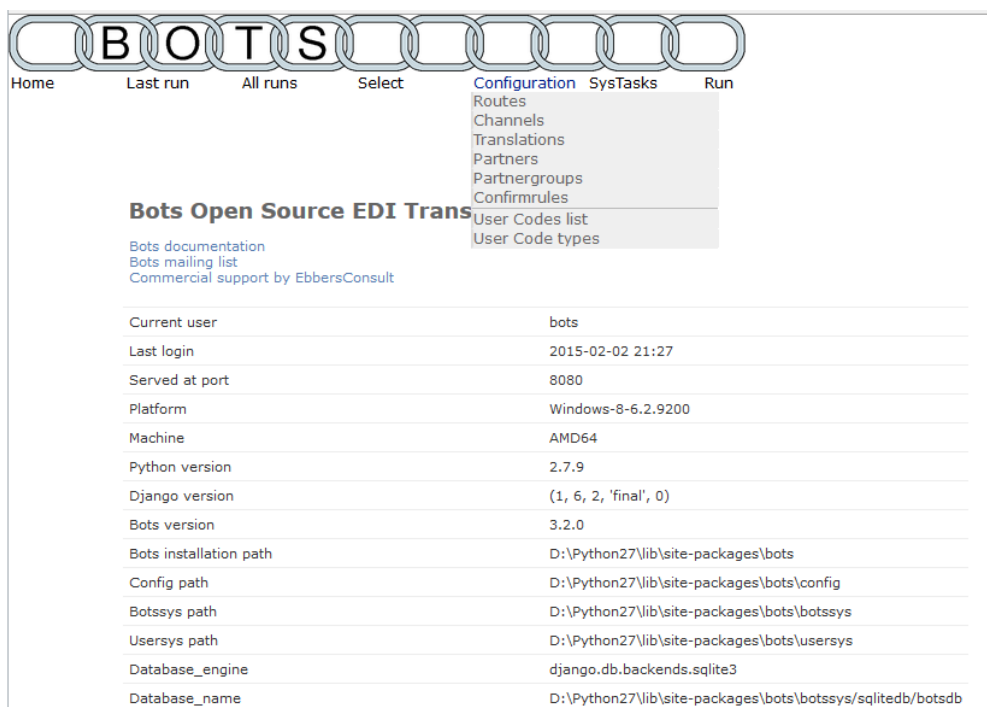 BOTS
Home Last run All runs Select Configuration SysTasks Run
Routes
Channels
Translations
Partners
Partnergroups
Confirmrules
User Codes list
User Code types
Bots Open Source EDI Trans
Bots documentation
Bots mailing list
Commercial support by EbbersConsult
Current user bots
Last login 2015-02-02 21:27
Served at port 8080
Platform Windows-8-6.2.9200
Machine AMD64
Python version 2.7.9
Django version (1, 6, 2, 'final', 0)
Bots version 3.2.0
Bots installation path D:\Python27\lib\site-packages\bots
Config path D:\Python27\lib\site-packages\bots\config
Botssys path D:\Python27\lib\site-packages\bots\botssys
Usersys path D:\Python27\lib\site-packages\bots\usersys
Database_engine django.db.backends.sqlite3
Database_name D:\Python27\lib\site-packages\bots\botssys/sqlitedb/botsdb